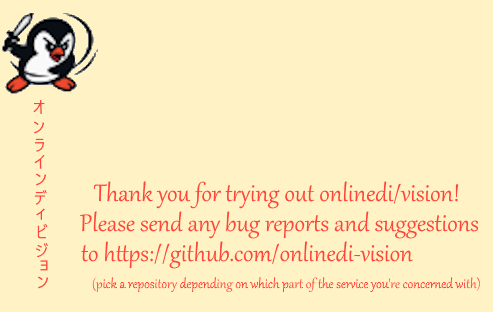 オンラインディビジョン
Thank you for trying out onlinedi/vision!
Please send any bug reports and suggestions
to https://github.com/onlinedi-vision
(pick a repository depending on which part of the service you're concerned with)